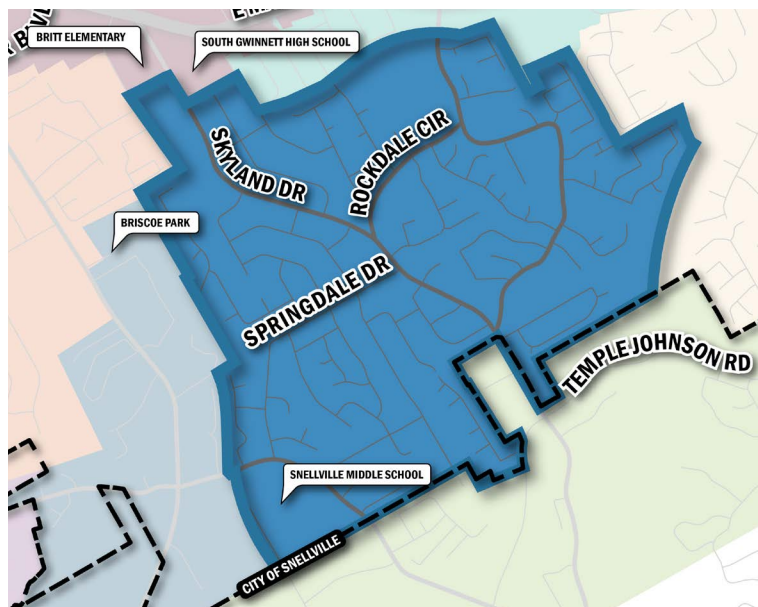 BRITT ELEMENTARY
SOUTH GWINNETT HIGH SCHOOL
SKYLAND DR
ROCKDALE CIR
BRISCOE PARK
SPRINGDALE DR
TEMPLE JOHNSON RD
SNELLVILLE MIDDLE SCHOOL
CITY OF SNELLVILLE